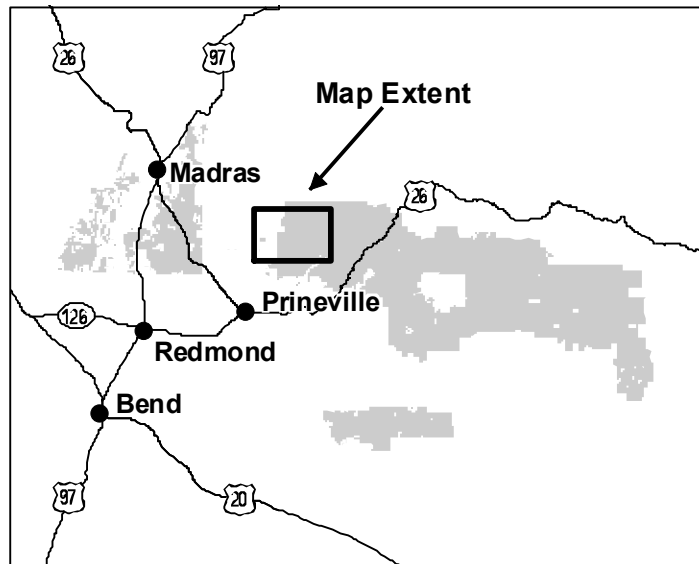 26
97
Map Extent
Madras
26
Prineville
126
Redmond
Bend
97
20